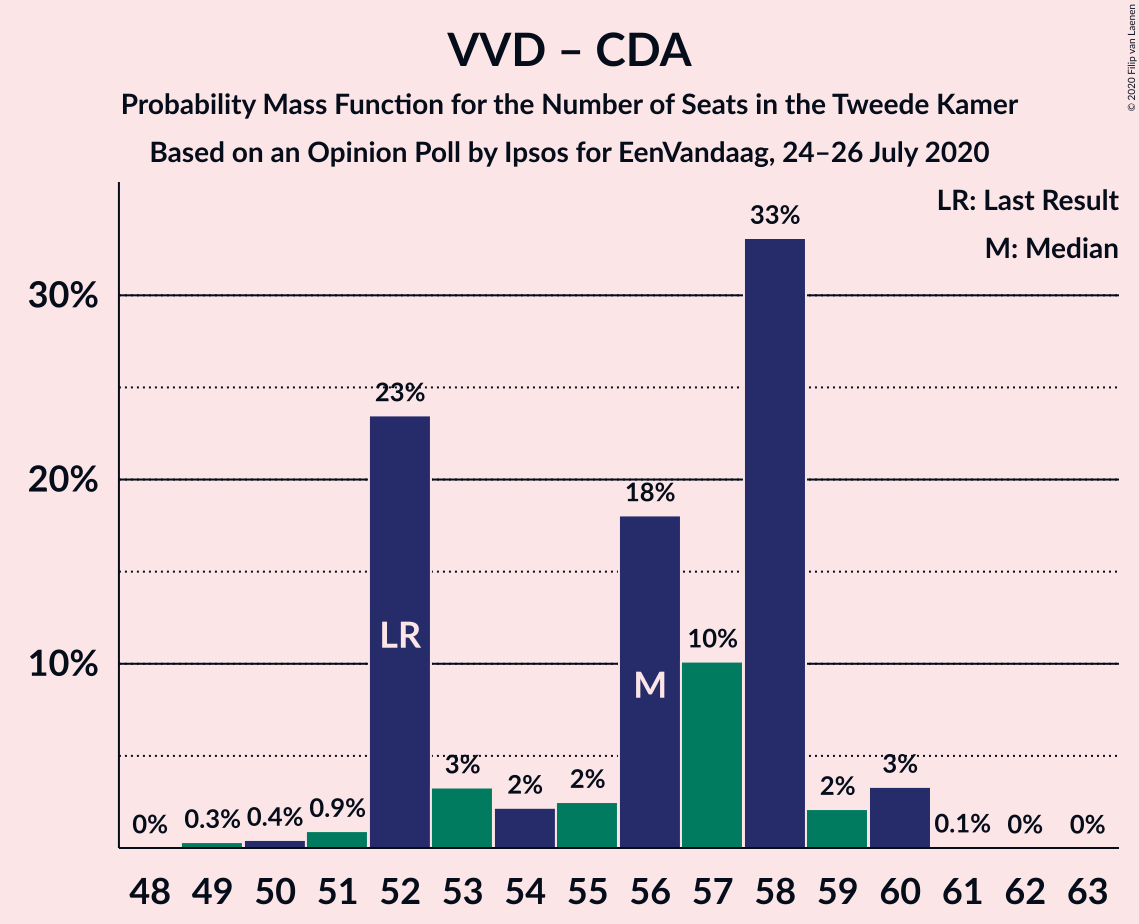 VVD – CDA
Probability Mass Function for the Number of Seats in the Tweede Kamer
Based on an Opinion Poll by Ipsos for EenVandaag, 24–26 July 2020
© 2020 Filip van Laenen
LR: Last Result
M: Median
33%
30%
23%
20%
18%
LR
10%
10%
M
3%
2%
2%
2%
3%
0%
0.3%
0.4%
0.9%
0.1%
0%
0%
48 49 50 51 52 53 54 55 56 57 58 59 60 61 62 63